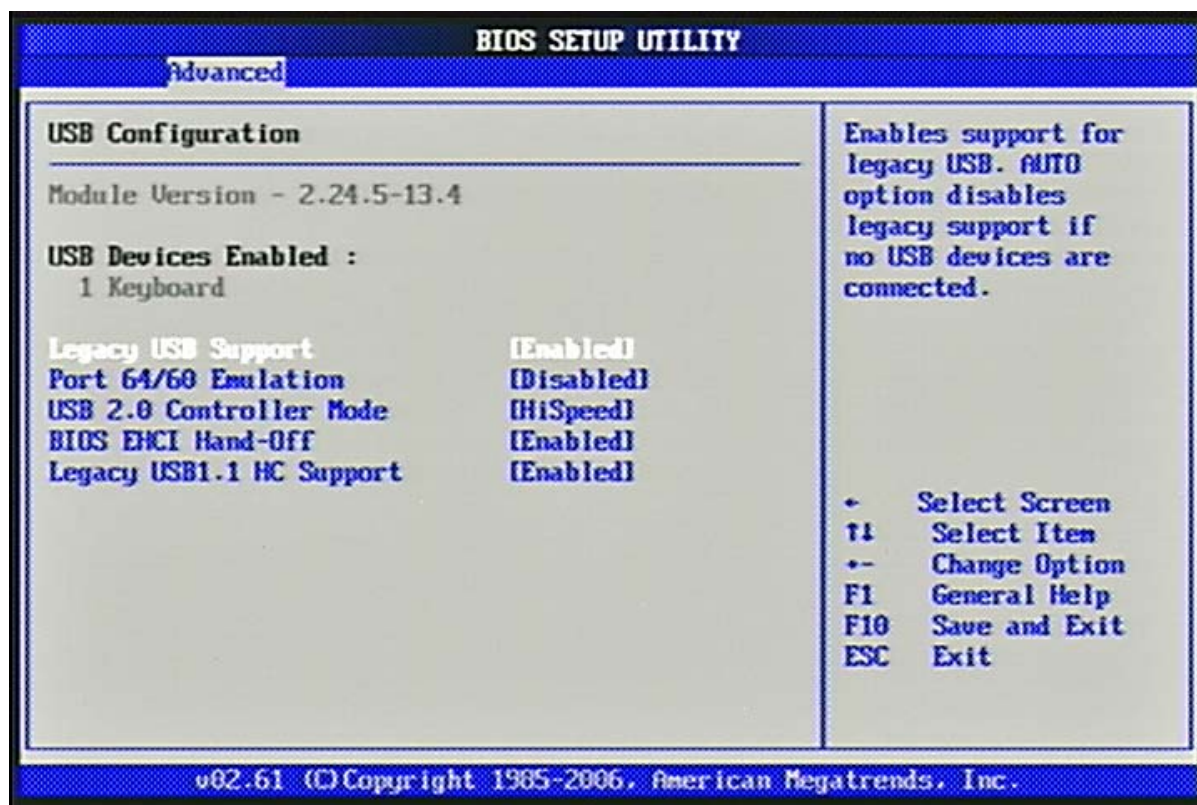 BIOS SETUP UTILITY
Advanced
USB Configuration
Module Version - 2.24.5-13.4
USB Devices Enabled :
1 Keyboard
Legacy USB Support [Enabled]
Port 64/60 Emulation [Disabled]
USB 2.0 Controller Mode [HiSpeed]
BIOS EHCI Hand-Off [Enabled]
Legacy USB1.1 HC Support [Enabled]
Enables support for
legacy USB. AUTO
option disables
legacy support if
no USB devices are
connected.
← Select Screen
↑↓ Select Item
+- Change Option
F1 General Help
F10 Save and Exit
ESC Exit
v02.61 (C)Copyright 1985-2006, American Megatrends, Inc.